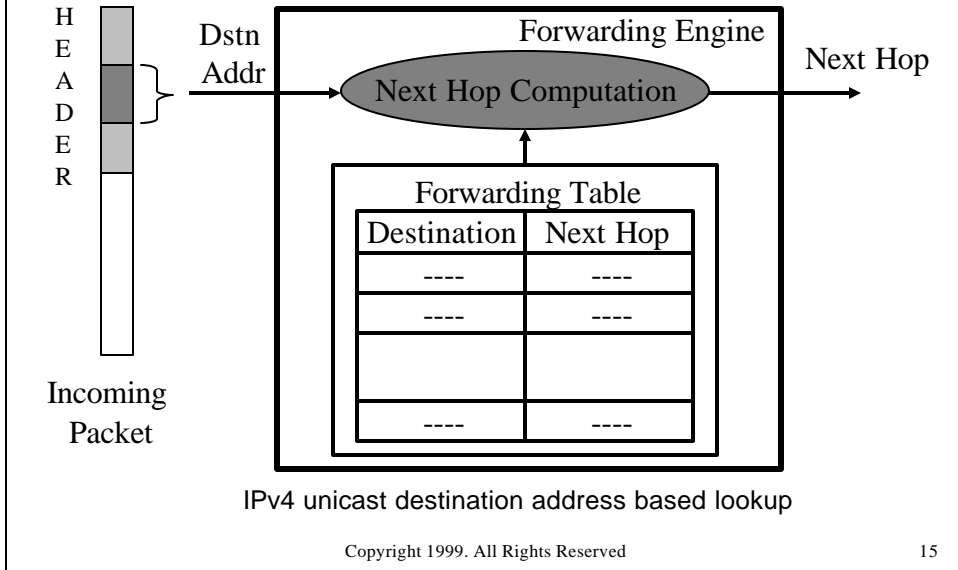 H
E
A
D
E
R
Dstn
Addr
Forwarding Engine
Next Hop Computation
Next Hop
Forwarding Table
Destination Next Hop
---- ----
---- ----
---- ----
Incoming
Packet
IPv4 unicast destination address based lookup
Copyright 1999. All Rights Reserved 15